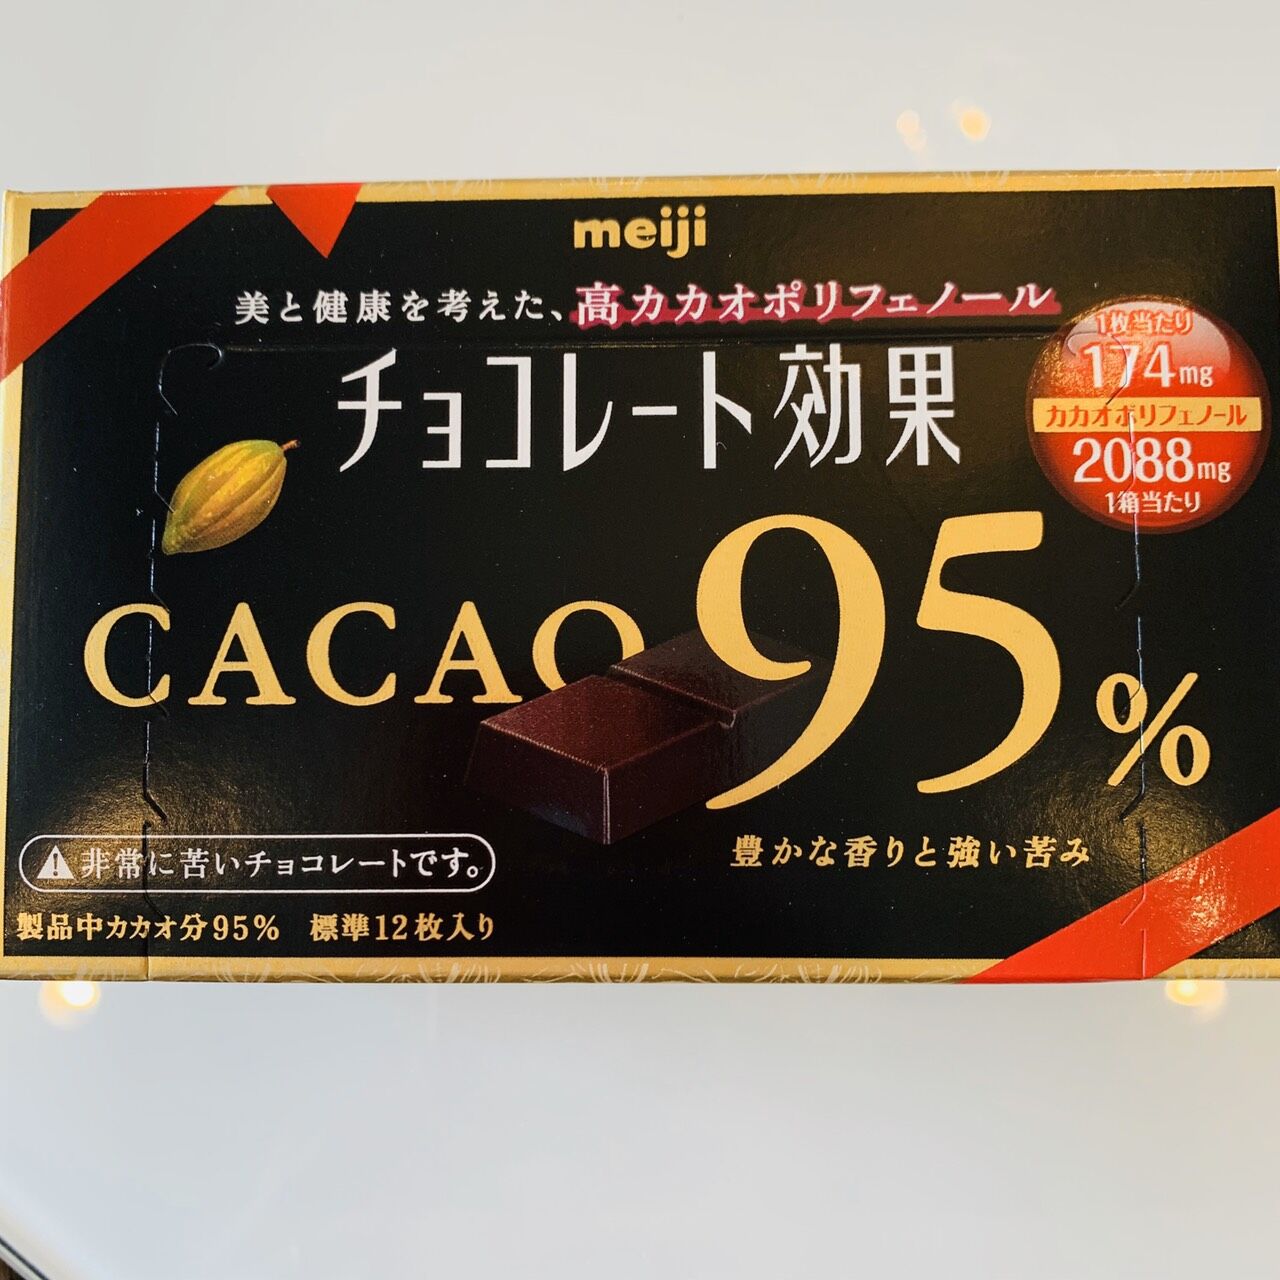 meiji
美と健康を考えた、高カカオポリフェノール
チョコレート効果
1枚当たり
174mg
カカオポリフェノール
2088mg
1箱当たり
CACAO 95%
豊かな香りと強い苦み
非常に苦いチョコレートです。
製品中カカオ分95% 標準12枚入り